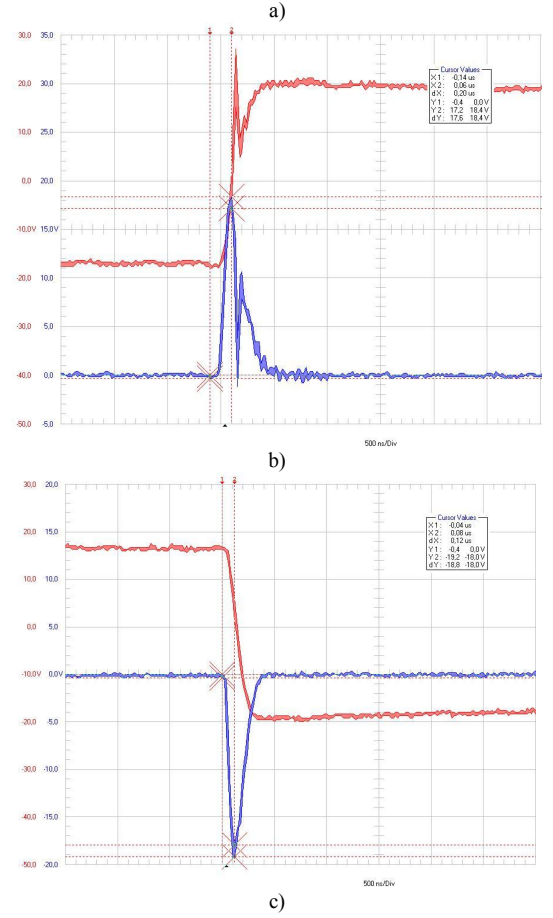 a)
1 2
30,0 35,0
20,0 30,0
Cursor Values
X1: -0,14 us
X2: 0,06 us
dX: 0,20 us
Y1: -0,4 0,0 V
Y2: 17,2 18,4 V
dY: 17,6 18,4 V
10,0 25,0
0,0 20,0
-10,0V 15,0V
-20,0 10,0
-30,0 5,0
-40,0 0,0
-50,0 -5,0
500 ns/Div
b)
1 2
30,0 20,0
20,0 15,0
Cursor Values
X1: -0,04 us
X2: 0,08 us
dX: 0,12 us
Y1: -0,4 0,0 V
Y2: -19,2 -18,0 V
dY: -18,8 -18,0 V
10,0 10,0
0,0 5,0
-10,0V 0,0V
-20,0 -5,0
-30,0 -10,0
-40,0 -15,0
-50,0 -20,0
500 ns/Div
c)